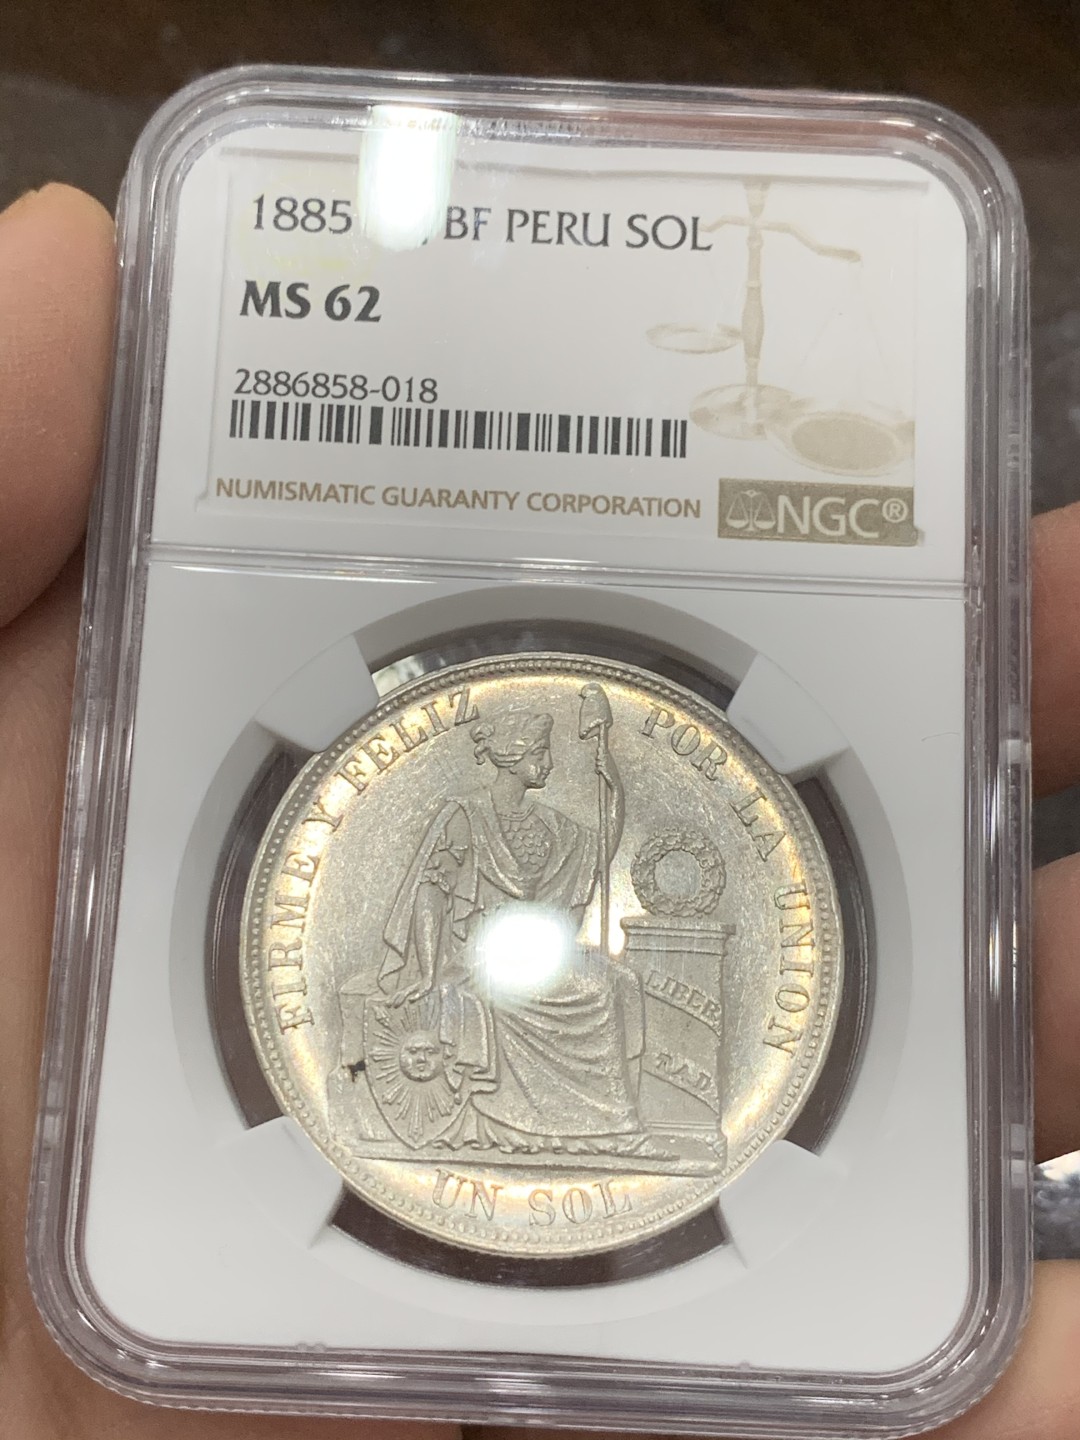 1885 BF PERU SOL
MS 62
2886858-018
NUMISMATIC GUARANTY CORPORATION
NGC®
FIRME Y FELIZ POR LA UNION
LIBER
TAD
UN SOL